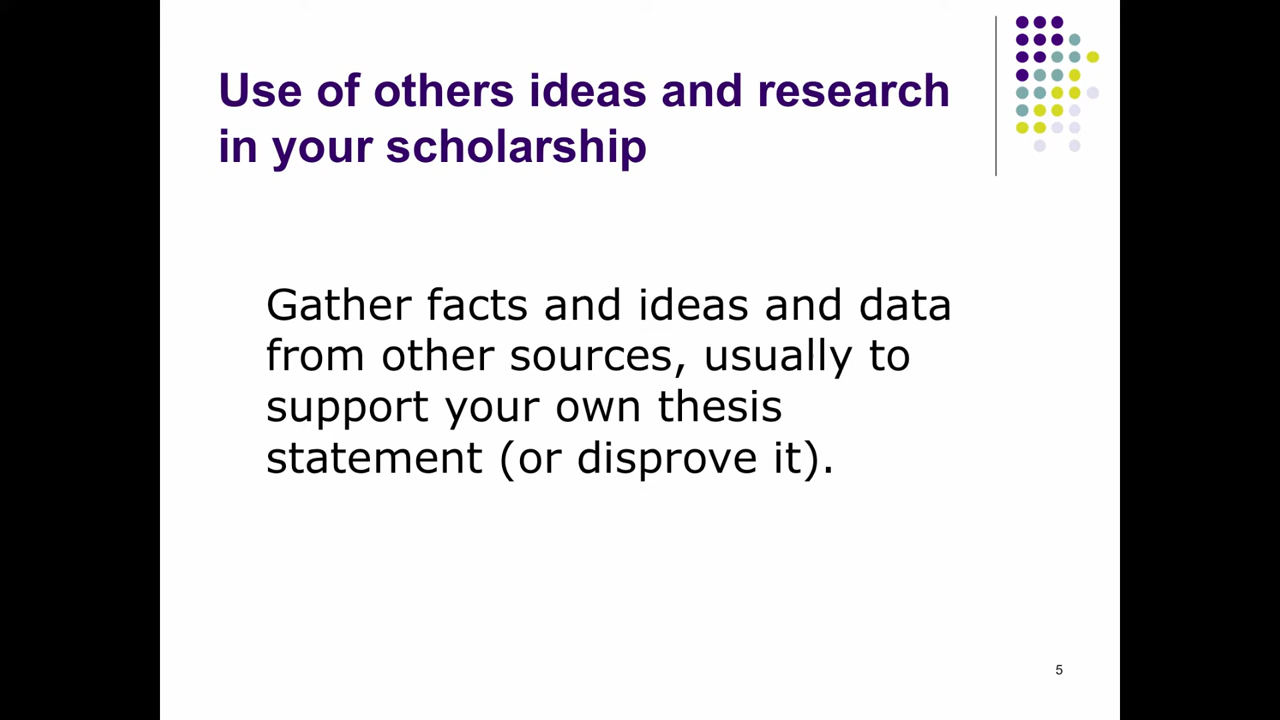 Use of others ideas and research
in your scholarship
Gather facts and ideas and data
from other sources, usually to
support your own thesis
statement (or disprove it).
5